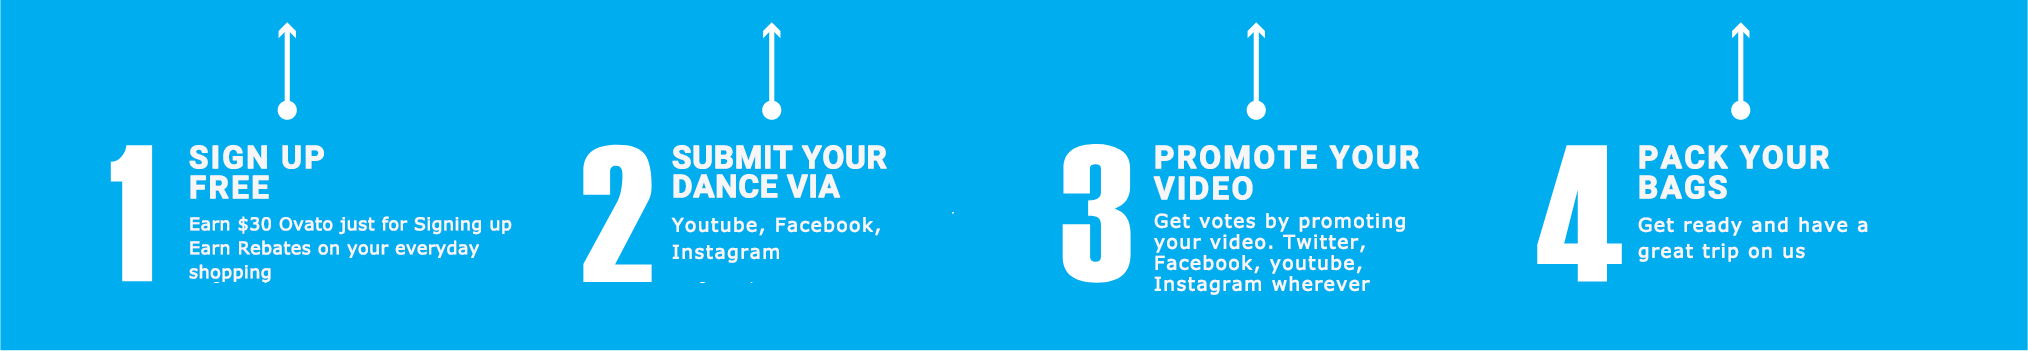 1
SIGN UP
FREE
Earn $30 Ovato just for Signing up
Earn Rebates on your everyday
shopping
2
SUBMIT YOUR
DANCE VIA
Youtube, Facebook,
Instagram
3
PROMOTE YOUR
VIDEO
Get votes by promoting
your video. Twitter,
Facebook, youtube,
Instagram wherever
4
PACK YOUR
BAGS
Get ready and have a
great trip on us